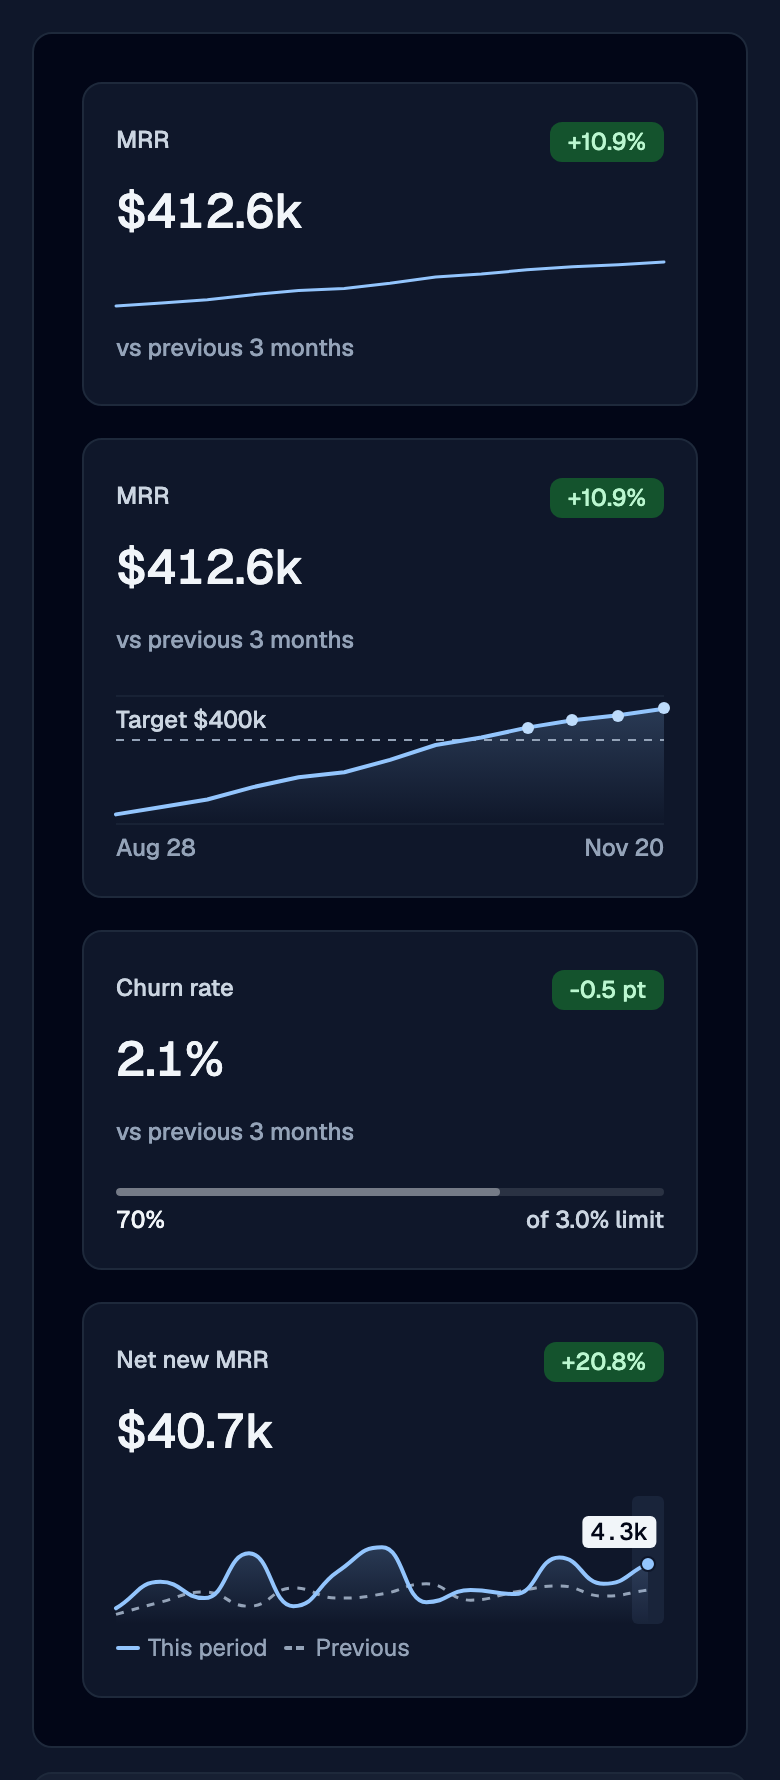 MRR
+10.9%
$412.6k
vs previous 3 months
MRR
+10.9%
$412.6k
vs previous 3 months
Target $400k
Aug 28
Nov 20
Churn rate
-0.5 pt
2.1%
vs previous 3 months
70%
of 3.0% limit
Net new MRR
+20.8%
$40.7k
4.3k
This period
Previous